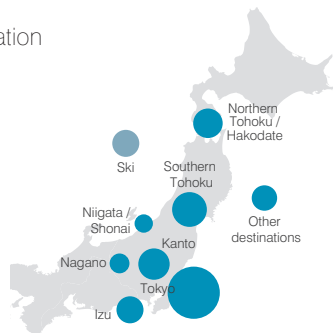 ation
Northern
Tohoku /
Hakodate
Ski
Southern
Tohoku
Niigata /
Shonai
Other
destinations
Kanto
Nagano
Tokyo
Izu